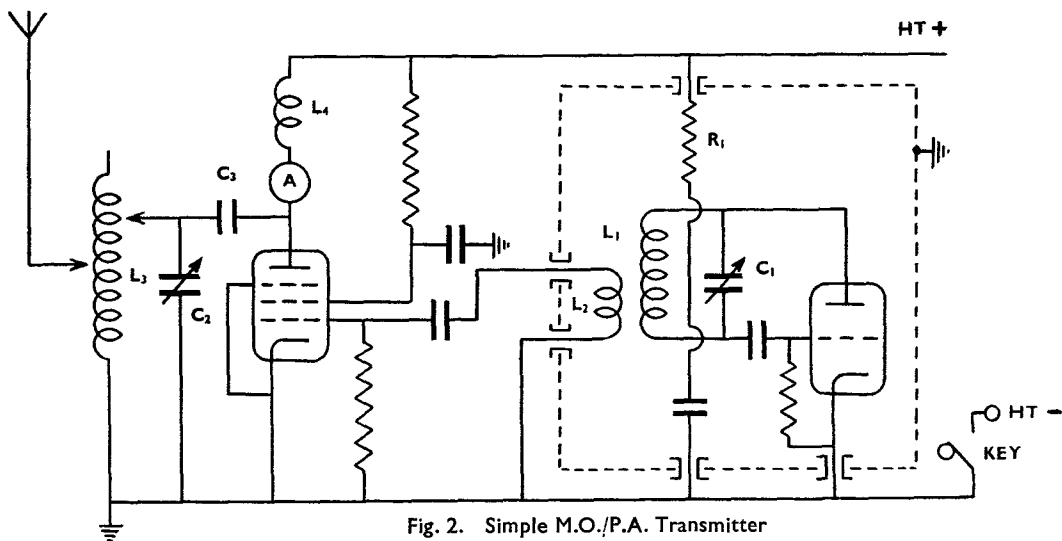 HT +
L4
R1
C3
A
L1
L3
C1
C2
L2
HT -
KEY
Fig. 2. Simple M.O./P.A. Transmitter